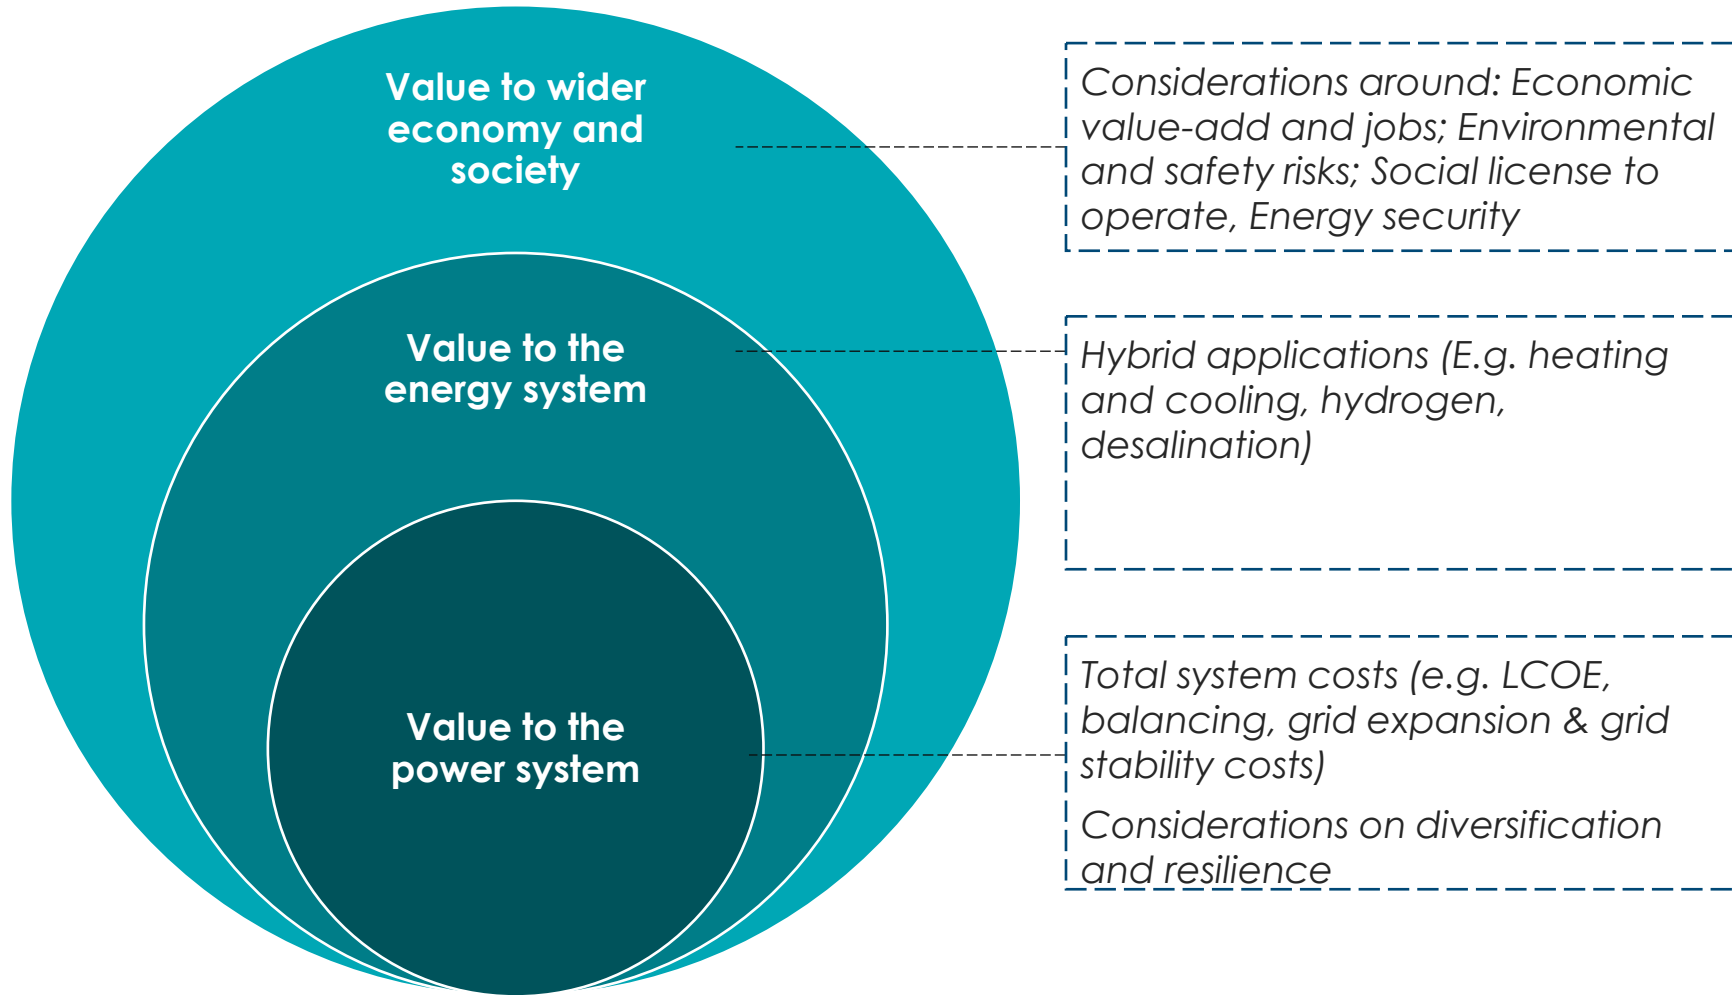 Value to wider
economy and
society
Considerations around: Economic
value-add and jobs; Environmental
and safety risks; Social license to
operate, Energy security
Value to the
energy system
Hybrid applications (E.g. heating
and cooling, hydrogen,
desalination)
Value to the
power system
Total system costs (e.g. LCOE,
balancing, grid expansion & grid
stability costs)
Considerations on diversification
and resilience